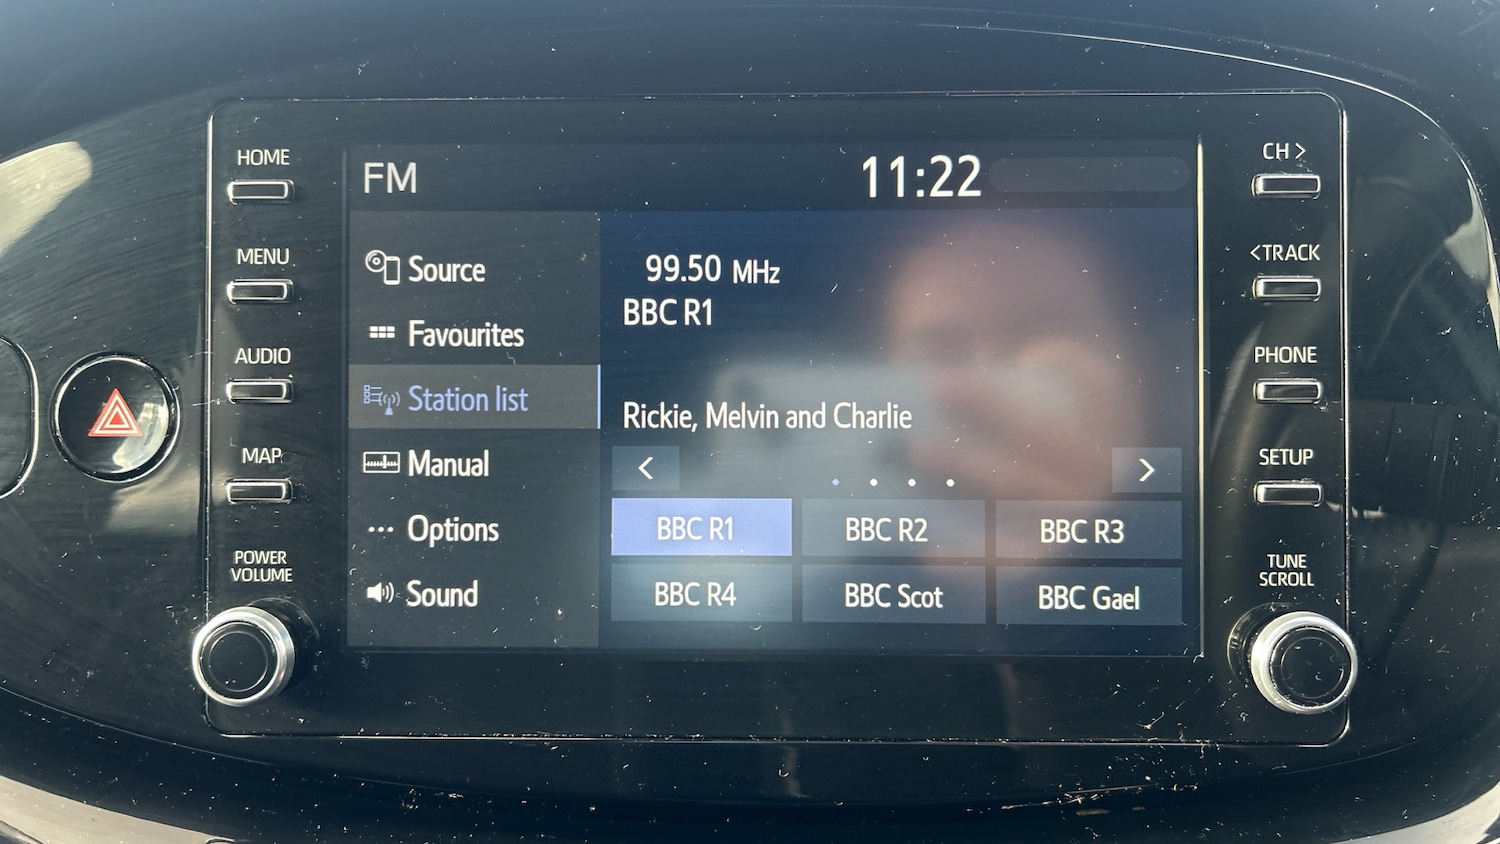 HOME
MENU
AUDIO
MAP
POWER
VOLUME
FM
11:22
Source
Favourites
Station list
Manual
Options
Sound
99.50 MHz
BBC R1
Rickie, Melvin and Charlie
<
>
BBC R1
BBC R2
BBC R3
BBC R4
BBC Scot
BBC Gael
CH >
<TRACK
PHONE
SETUP
TUNE
SCROLL